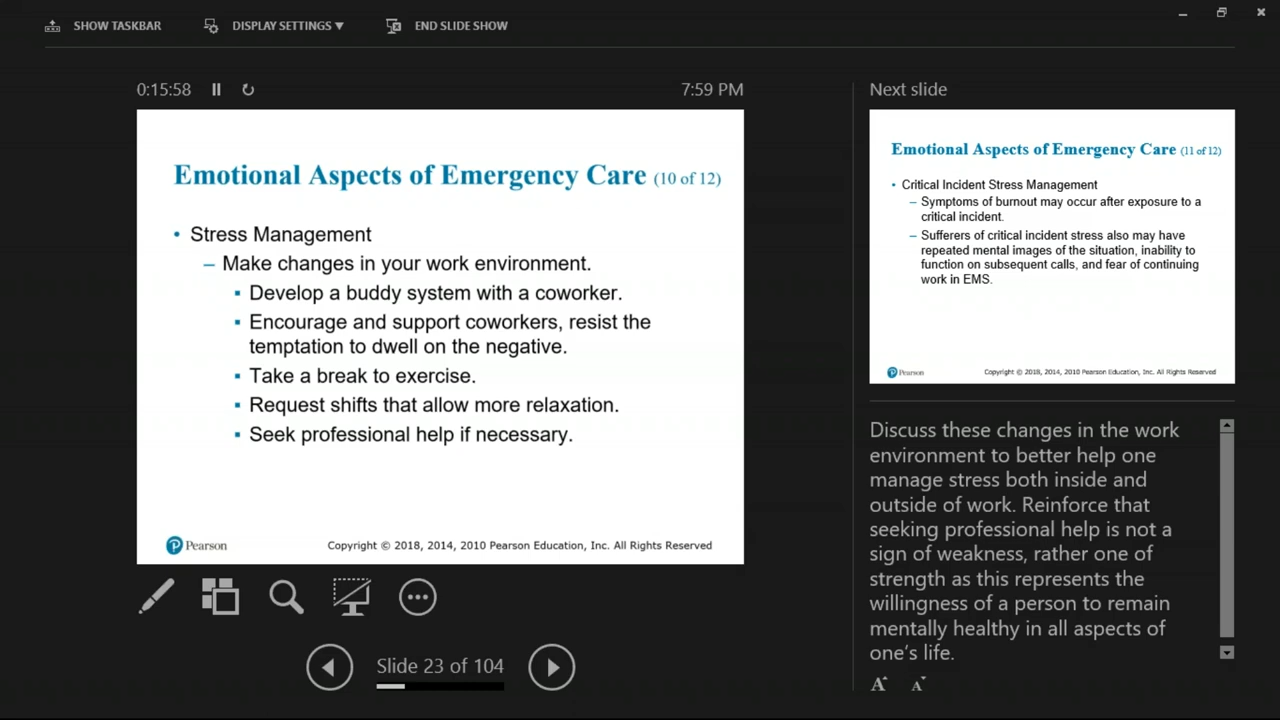 SHOW TASKBAR DISPLAY SETTINGS ▼ END SLIDE SHOW
0:15:58 7:59 PM
Emotional Aspects of Emergency Care (10 of 12)
• Stress Management
– Make changes in your work environment.
▪ Develop a buddy system with a coworker.
▪ Encourage and support coworkers, resist the
temptation to dwell on the negative.
▪ Take a break to exercise.
▪ Request shifts that allow more relaxation.
▪ Seek professional help if necessary.
Pearson Copyright © 2018, 2014, 2010 Pearson Education, Inc. All Rights Reserved
Slide 23 of 104
Next slide
Emotional Aspects of Emergency Care (11 of 12)
• Critical Incident Stress Management
– Symptoms of burnout may occur after exposure to a
critical incident.
– Sufferers of critical incident stress also may have
repeated mental images of the situation, inability to
function on subsequent calls, and fear of continuing
work in EMS.
Pearson Copyright © 2018, 2014, 2010 Pearson Education, Inc. All Rights Reserved
Discuss these changes in the work
environment to better help one
manage stress both inside and
outside of work. Reinforce that
seeking professional help is not a
sign of weakness, rather one of
strength as this represents the
willingness of a person to remain
mentally healthy in all aspects of
one's life.
A A